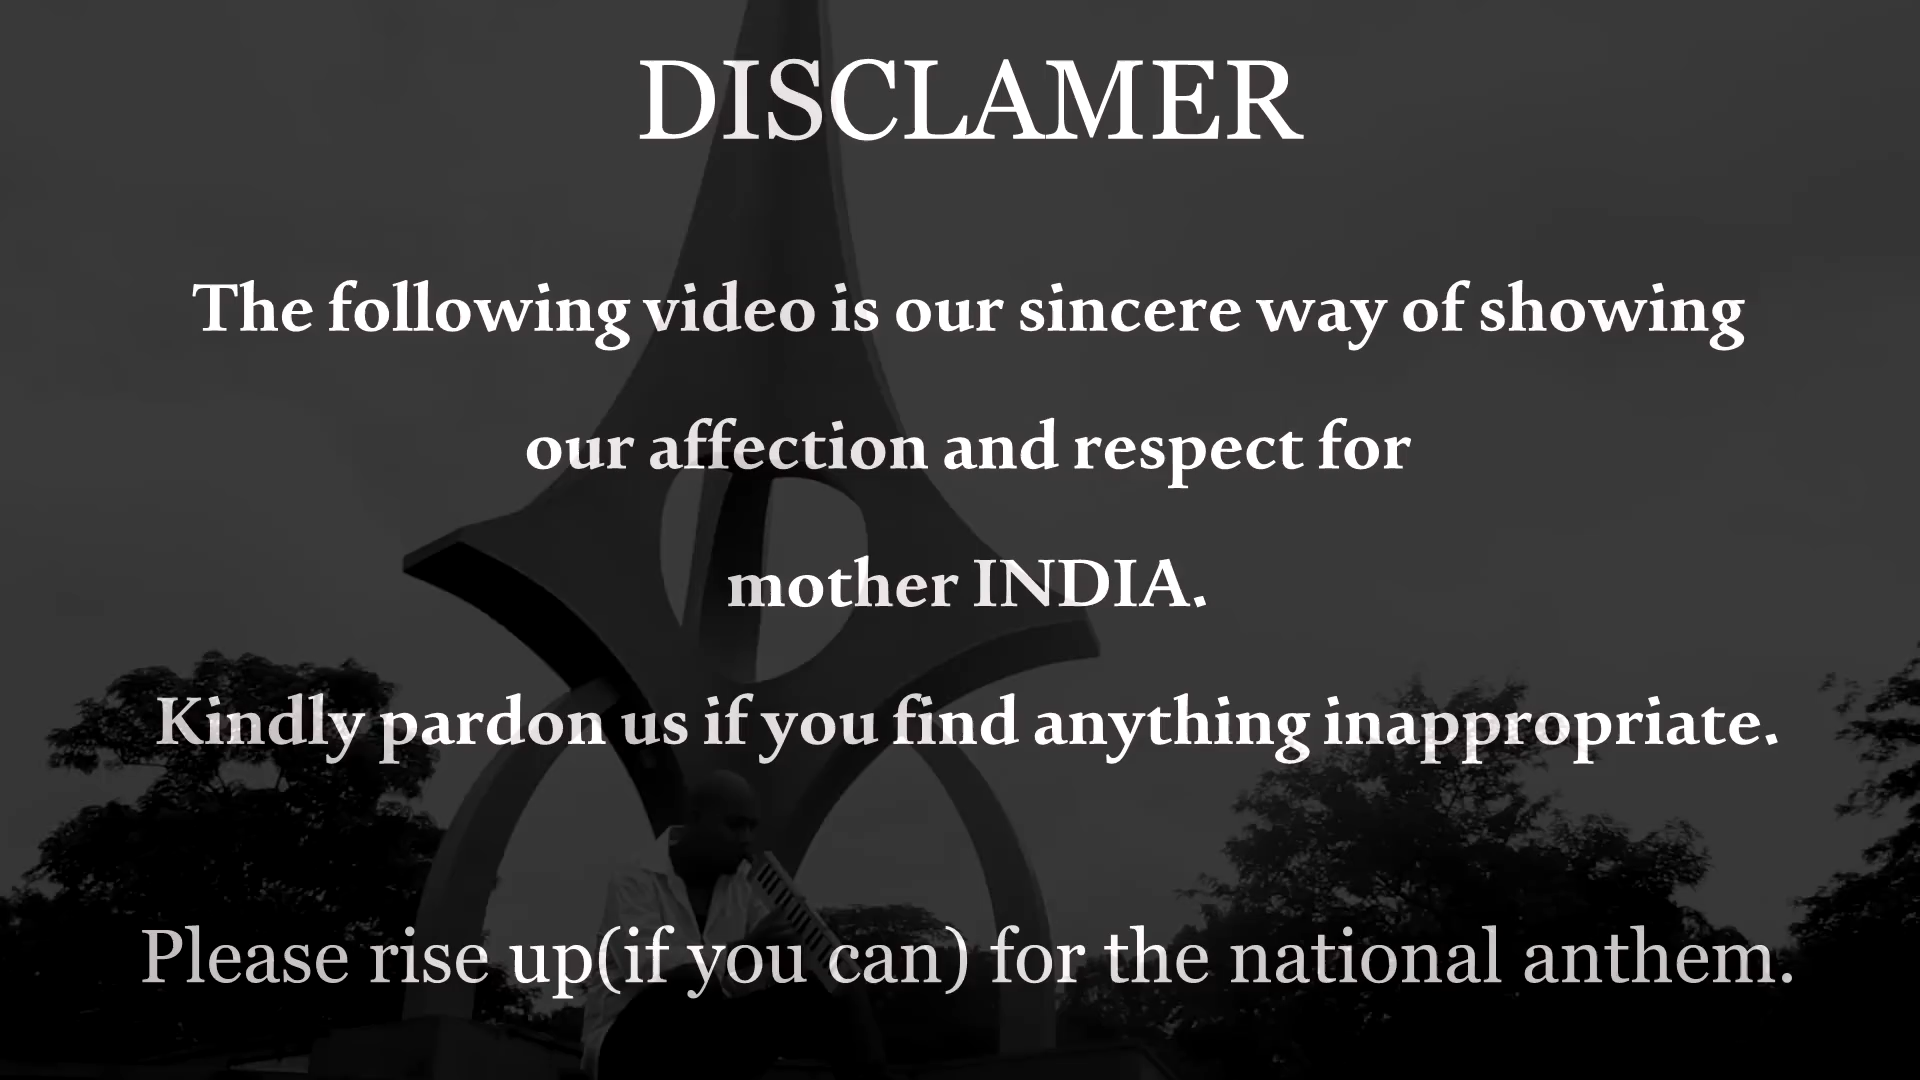 DISCLAMER
The following video is our sincere way of showing
our affection and respect for
mother INDIA.
Kindly pardon us if you find anything inappropriate.
Please rise up(if you can) for the national anthem.